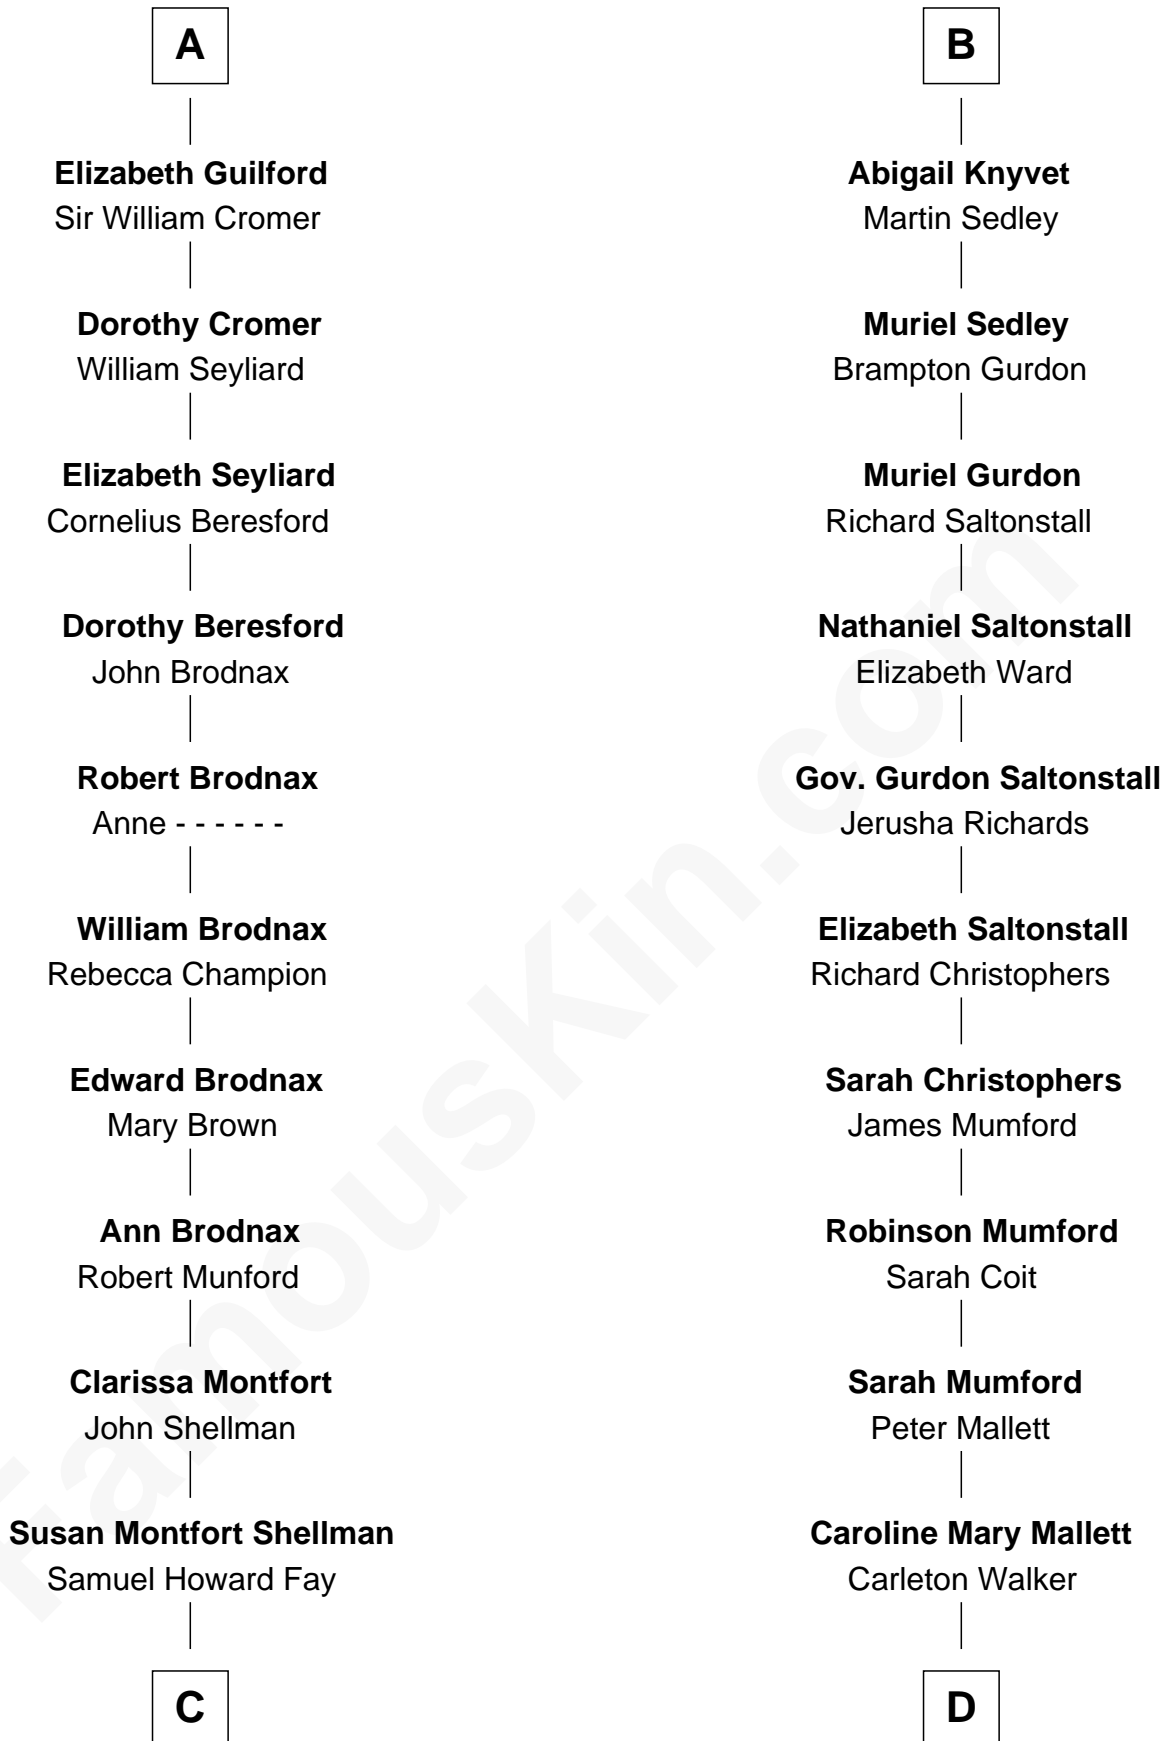 A
Elizabeth Guilford
Sir William Cromer
Dorothy Cromer
William Seyliard
Elizabeth Seyliard
Cornelius Beresford
Dorothy Beresford
John Brodnax
Robert Brodnax
Anne - - - - - -
William Brodnax
Rebecca Champion
Edward Brodnax
Mary Brown
Ann Brodnax
Robert Munford
Clarissa Montfort
John Shellman
Susan Montfort Shellman
Samuel Howard Fay
C
B
Abigail Knyvet
Martin Sedley
Muriel Sedley
Brampton Gurdon
Muriel Gurdon
Richard Saltonstall
Nathaniel Saltonstall
Elizabeth Ward
Gov. Gurdon Saltonstall
Jerusha Richards
Elizabeth Saltonstall
Richard Christophers
Sarah Christophers
James Mumford
Robinson Mumford
Sarah Coit
Sarah Mumford
Peter Mallett
Caroline Mary Mallett
Carleton Walker
D
FamousKin.com